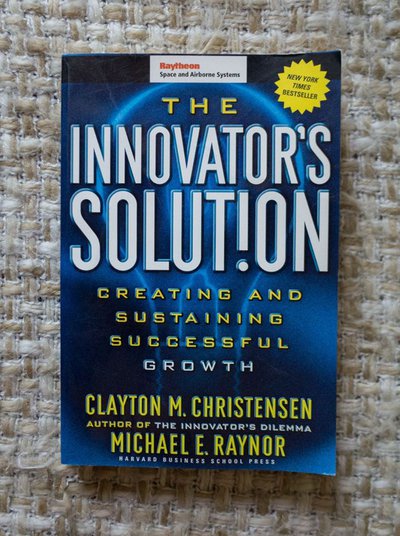 Raytheon
Space and Airborne Systems
NEW YORK
TIMES
BESTSELLER
THE
INNOVATOR'S
SOLUT!ON
CREATING AND
SUSTAINING
SUCCESSFUL
GROWTH
CLAYTON M. CHRISTENSEN
AUTHOR OF THE INNOVATOR'S DILEMMA
MICHAEL E. RAYNOR
HARVARD BUSINESS SCHOOL PRESS